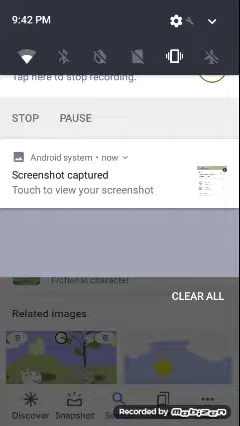 9:42 PM
Tap here to stop recording.
STOP PAUSE
Android system • now
Screenshot captured
Touch to view your screenshot
Fictional character
CLEAR ALL
Related images
Discover Snapshot
Recorded by mobizen